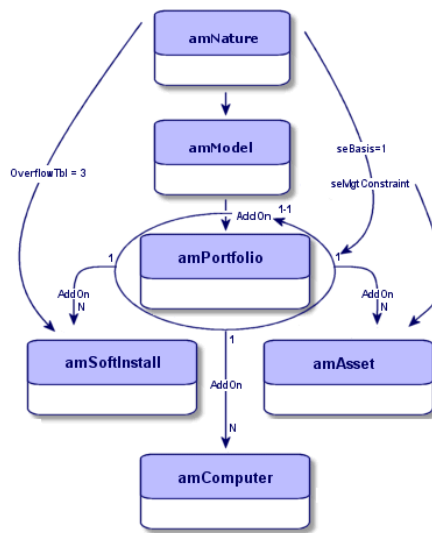 amNature
amModel
seBasis=1
OverflowTbl = 3
seMgtConstraint
1-1
AddOn
amPortfolio
1
1
AddOn
N
AddOn
N
1
amSoftInstall
amAsset
AddOn
N
amComputer